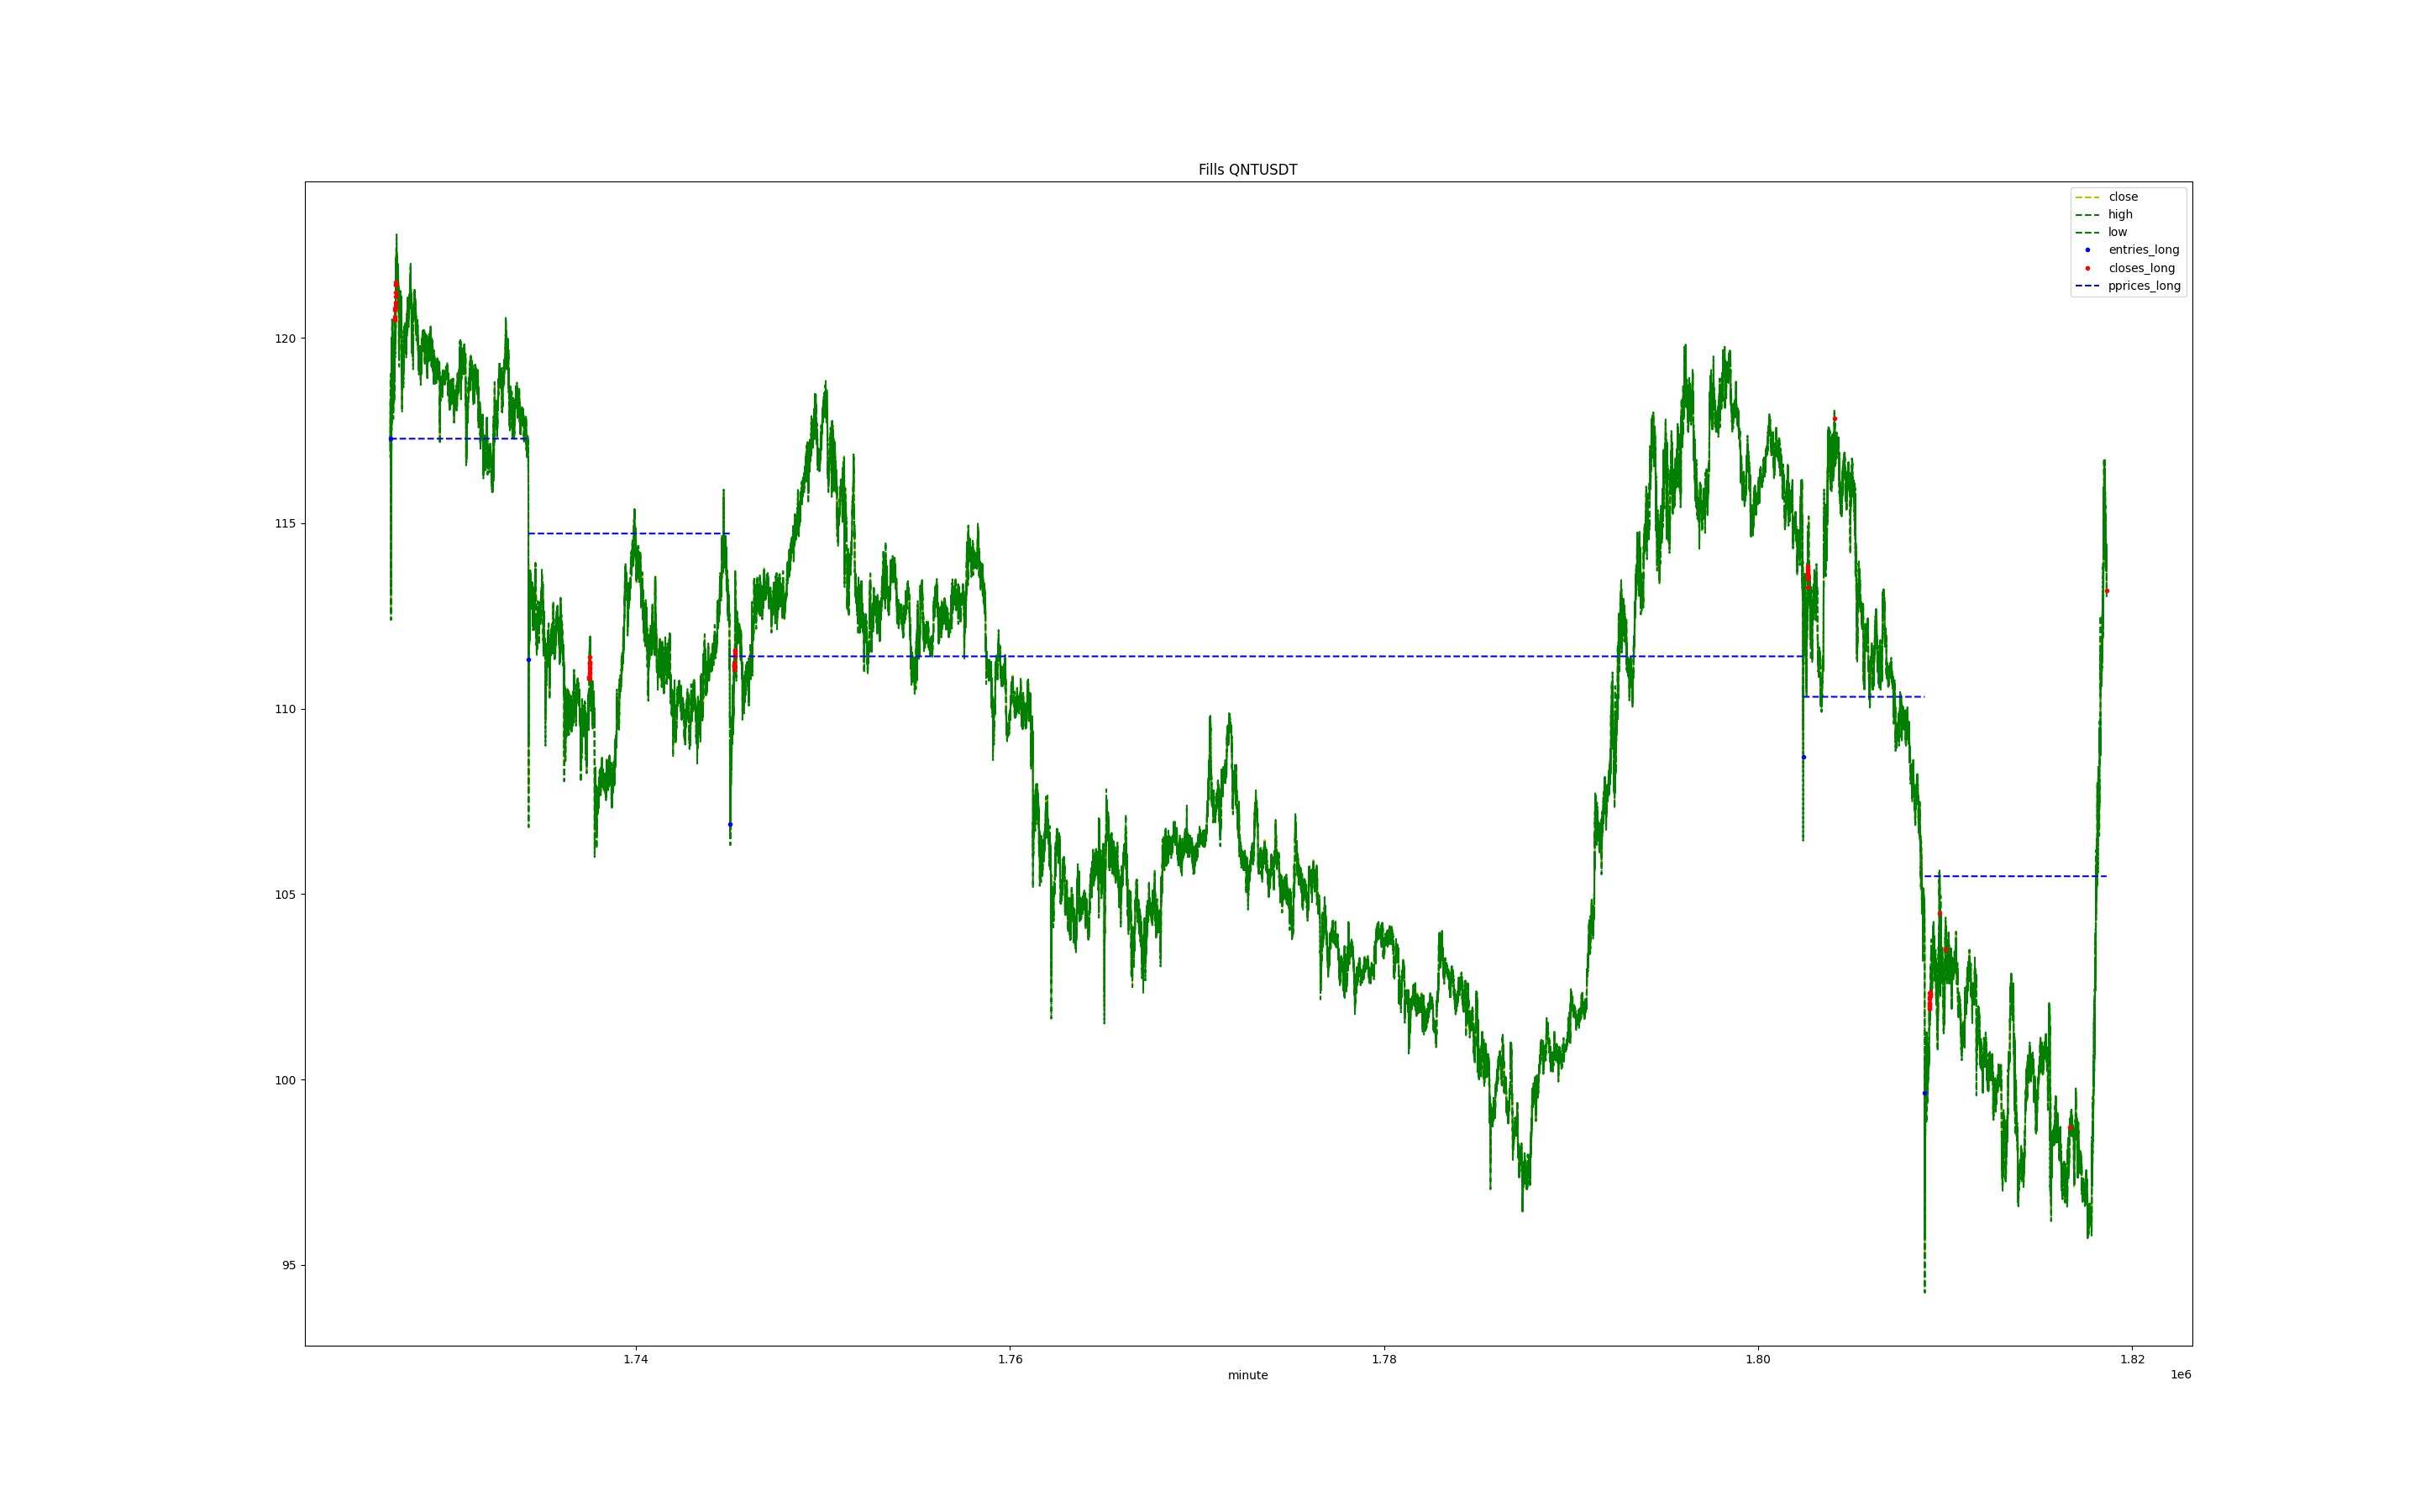 Fills QNTUSDT
close
high
low
entries_long
closes_long
pprices_long
120
115
110
105
100
95
1.74 1.76 1.78 1.80 1.82
minute 1e6